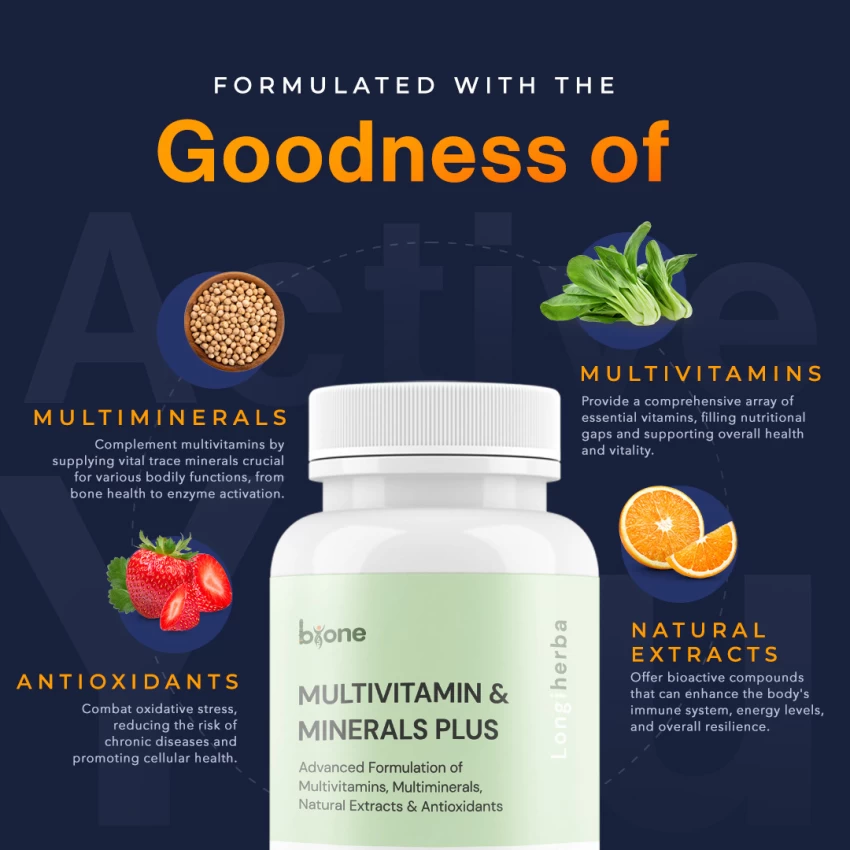 FORMULATED WITH THE
Goodness of
Active
You
MULTIMINERALS
Complement multivitamins by
supplying vital trace minerals crucial
for various bodily functions, from
bone health to enzyme activation.
MULTIVITAMINS
Provide a comprehensive array of
essential vitamins, filling nutritional
gaps and supporting overall health
and vitality.
ANTIOXIDANTS
Combat oxidative stress,
reducing the risk of
chronic diseases and
promoting cellular health.
NATURAL
EXTRACTS
Offer bioactive compounds
that can enhance the body's
immune system, energy levels,
and overall resilience.
bione
Longiherba
MULTIVITAMIN &
MINERALS PLUS
Advanced Formulation of
Multivitamins, Multiminerals,
Natural Extracts & Antioxidants